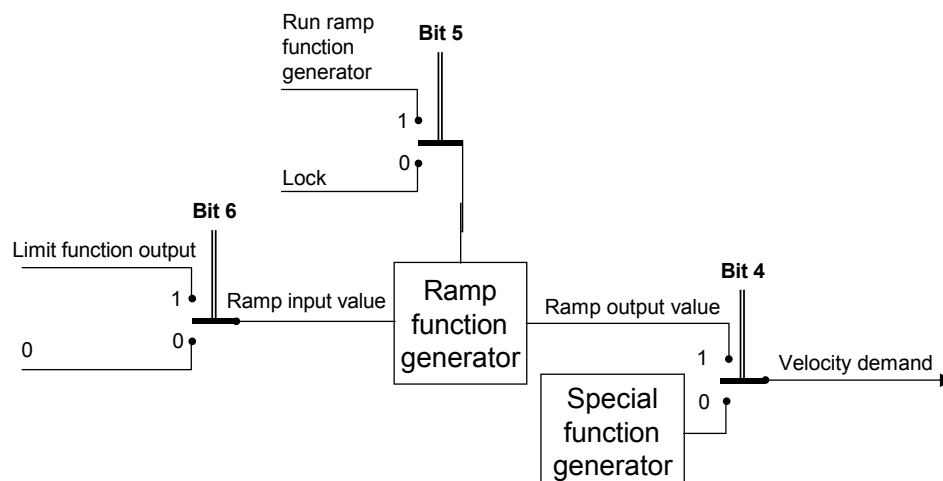 Run ramp
function
generator
Bit 5
1
0
Lock
Bit 6
Limit function output
1
0
0
Ramp input value
Ramp
function
generator
Ramp output value
Bit 4
1
0
Velocity demand
Special
function
generator